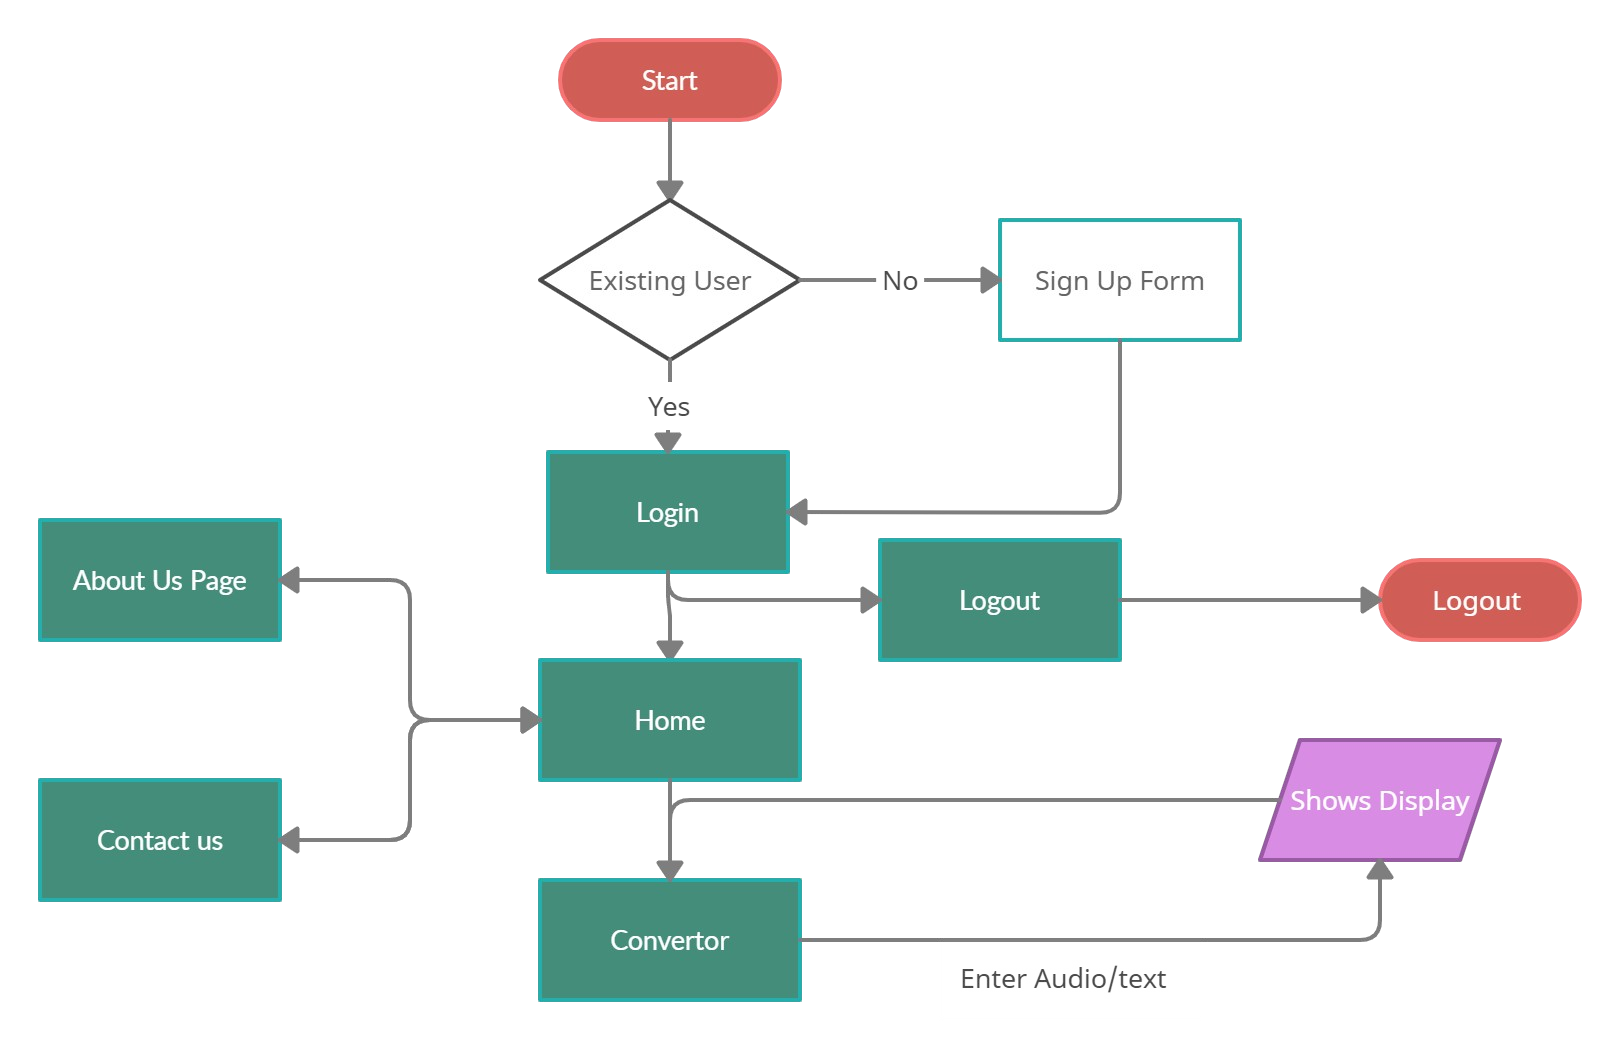 Start
Existing User
No
Sign Up Form
Yes
Login
About Us Page
Logout
Logout
Home
Shows Display
Contact us
Convertor
Enter Audio/text